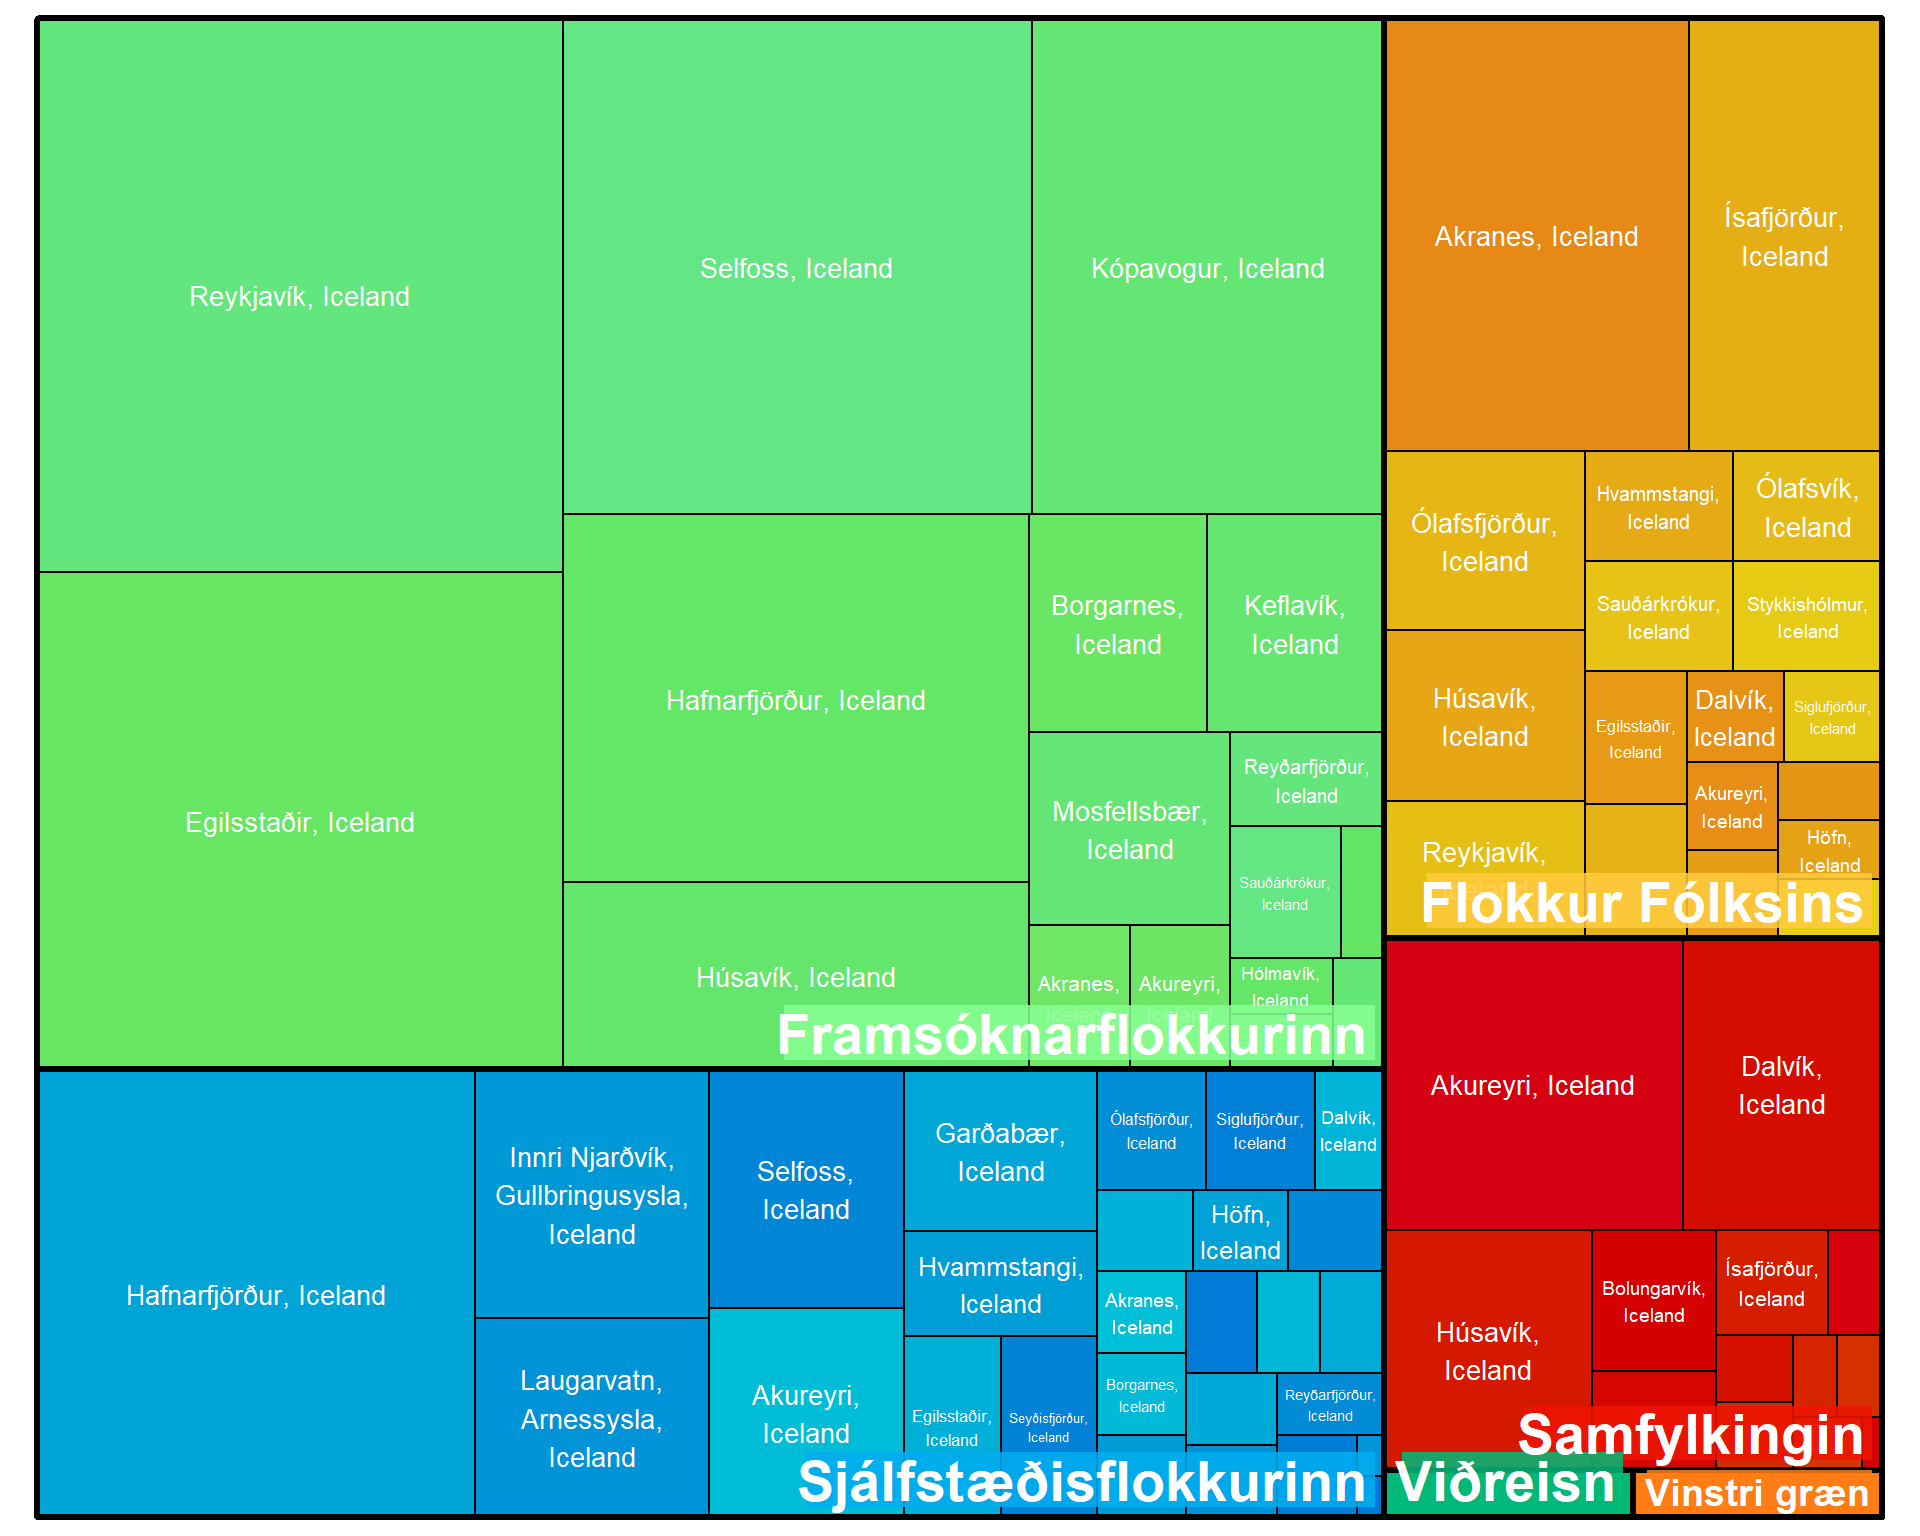 Reykjavík, Iceland
Selfoss, Iceland
Kópavogur, Iceland
Egilsstaðir, Iceland
Hafnarfjörður, Iceland
Húsavík, Iceland
Borgarnes,
Iceland
Keflavík,
Iceland
Mosfellsbær,
Iceland
Reyðarfjörður,
Iceland
Sauðárkrókur,
Iceland
Akranes,
Iceland
Akureyri,
Iceland
Hólmavík,
Iceland
Framsóknarflokkurinn
Akranes, Iceland
Ísafjörður,
Iceland
Ólafsfjörður,
Iceland
Hvammstangi,
Iceland
Ólafsvík,
Iceland
Sauðárkrókur,
Iceland
Stykkishólmur,
Iceland
Húsavík,
Iceland
Egilsstaðir,
Iceland
Dalvík,
Iceland
Siglufjörður,
Iceland
Akureyri,
Iceland
Höfn,
Iceland
Reykjavík,
Iceland
Flokkur Fólksins
Hafnarfjörður, Iceland
Innri Njarðvík,
Gullbringusysla,
Iceland
Laugarvatn,
Arnessysla,
Iceland
Selfoss,
Iceland
Akureyri,
Iceland
Garðabær,
Iceland
Hvammstangi,
Iceland
Egilsstaðir,
Iceland
Seyðisfjörður,
Iceland
Ólafsfjörður,
Iceland
Siglufjörður,
Iceland
Dalvík,
Iceland
Höfn,
Iceland
Akranes,
Iceland
Borgarnes,
Iceland
Reyðarfjörður,
Iceland
Sjálfstæðisflokkurinn
Akureyri, Iceland
Dalvík,
Iceland
Húsavík,
Iceland
Bolungarvík,
Iceland
Ísafjörður,
Iceland
Samfylkingin
Viðreisn
Vinstri græn